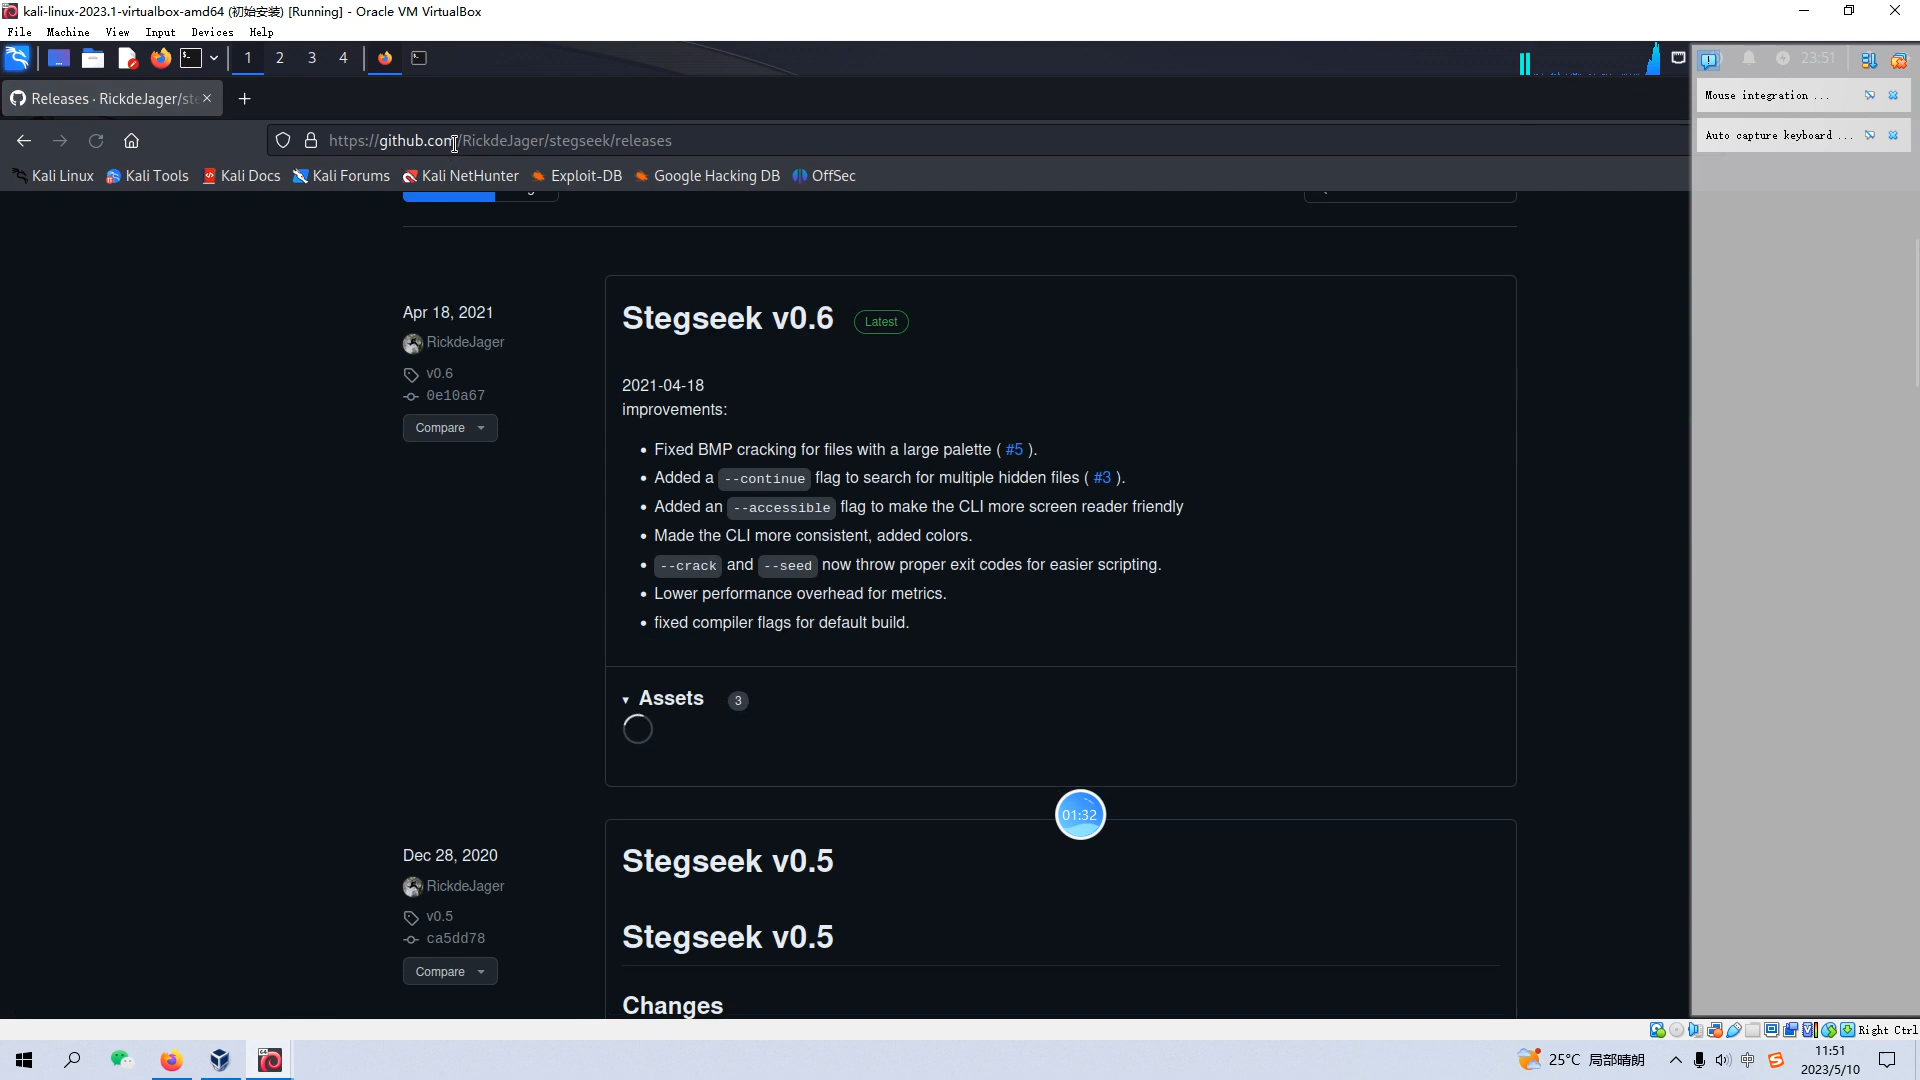 kali-linux-2023.1-virtualbox-amd64 (初始安装) [Running] - Oracle VM VirtualBox
File Machine View Input Devices Help
1 2 3 4
23:51
Releases · RickdeJager/ste
Mouse integration ...
https://github.com/RickdeJager/stegseek/releases
Auto capture keyboard ...
Kali Linux Kali Tools Kali Docs Kali Forums Kali NetHunter Exploit-DB Google Hacking DB OffSec
Apr 18, 2021
RickdeJager
v0.6
0e10a67
Compare
Stegseek v0.6 Latest
2021-04-18
improvements:
• Fixed BMP cracking for files with a large palette ( #5 ).
• Added a --continue flag to search for multiple hidden files ( #3 ).
• Added an --accessible flag to make the CLI more screen reader friendly
• Made the CLI more consistent, added colors.
• --crack and --seed now throw proper exit codes for easier scripting.
• Lower performance overhead for metrics.
• fixed compiler flags for default build.
Assets 3
01:32
Dec 28, 2020
RickdeJager
v0.5
ca5dd78
Compare
Stegseek v0.5
Stegseek v0.5
Changes
Right Ctrl
25°C 局部晴朗
中
11:51
2023/5/10